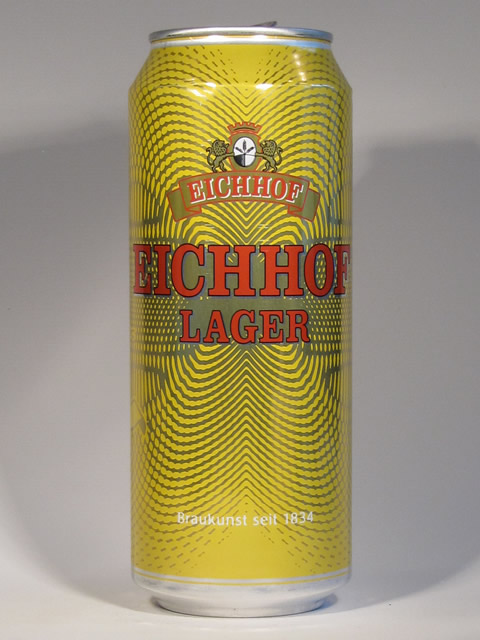 EICHHOF
EICHHOF
LAGER
Braukunst seit 1834